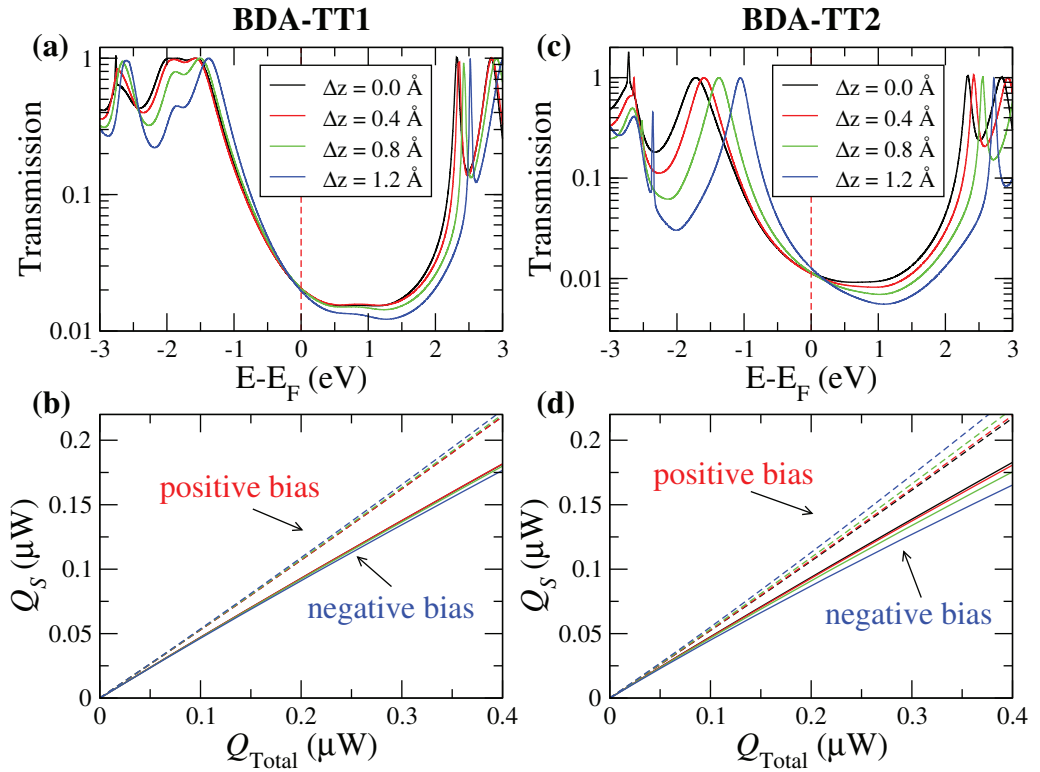 BDA-TT1
(a)
1
0.1
0.01
Transmission
Δz = 0.0 Å
Δz = 0.4 Å
Δz = 0.8 Å
Δz = 1.2 Å
-3 -2 -1 0 1 2 3
E-E_F (eV)
BDA-TT2
(c)
1
0.1
0.01
Transmission
Δz = 0.0 Å
Δz = 0.4 Å
Δz = 0.8 Å
Δz = 1.2 Å
-3 -2 -1 0 1 2 3
E-E_F (eV)
(b)
0.2
0.15
0.1
0.05
0
Q_S (μW)
positive bias
negative bias
0 0.1 0.2 0.3 0.4
Q_Total (μW)
(d)
0.2
0.15
0.1
0.05
0
Q_S (μW)
positive bias
negative bias
0 0.1 0.2 0.3 0.4
Q_Total (μW)